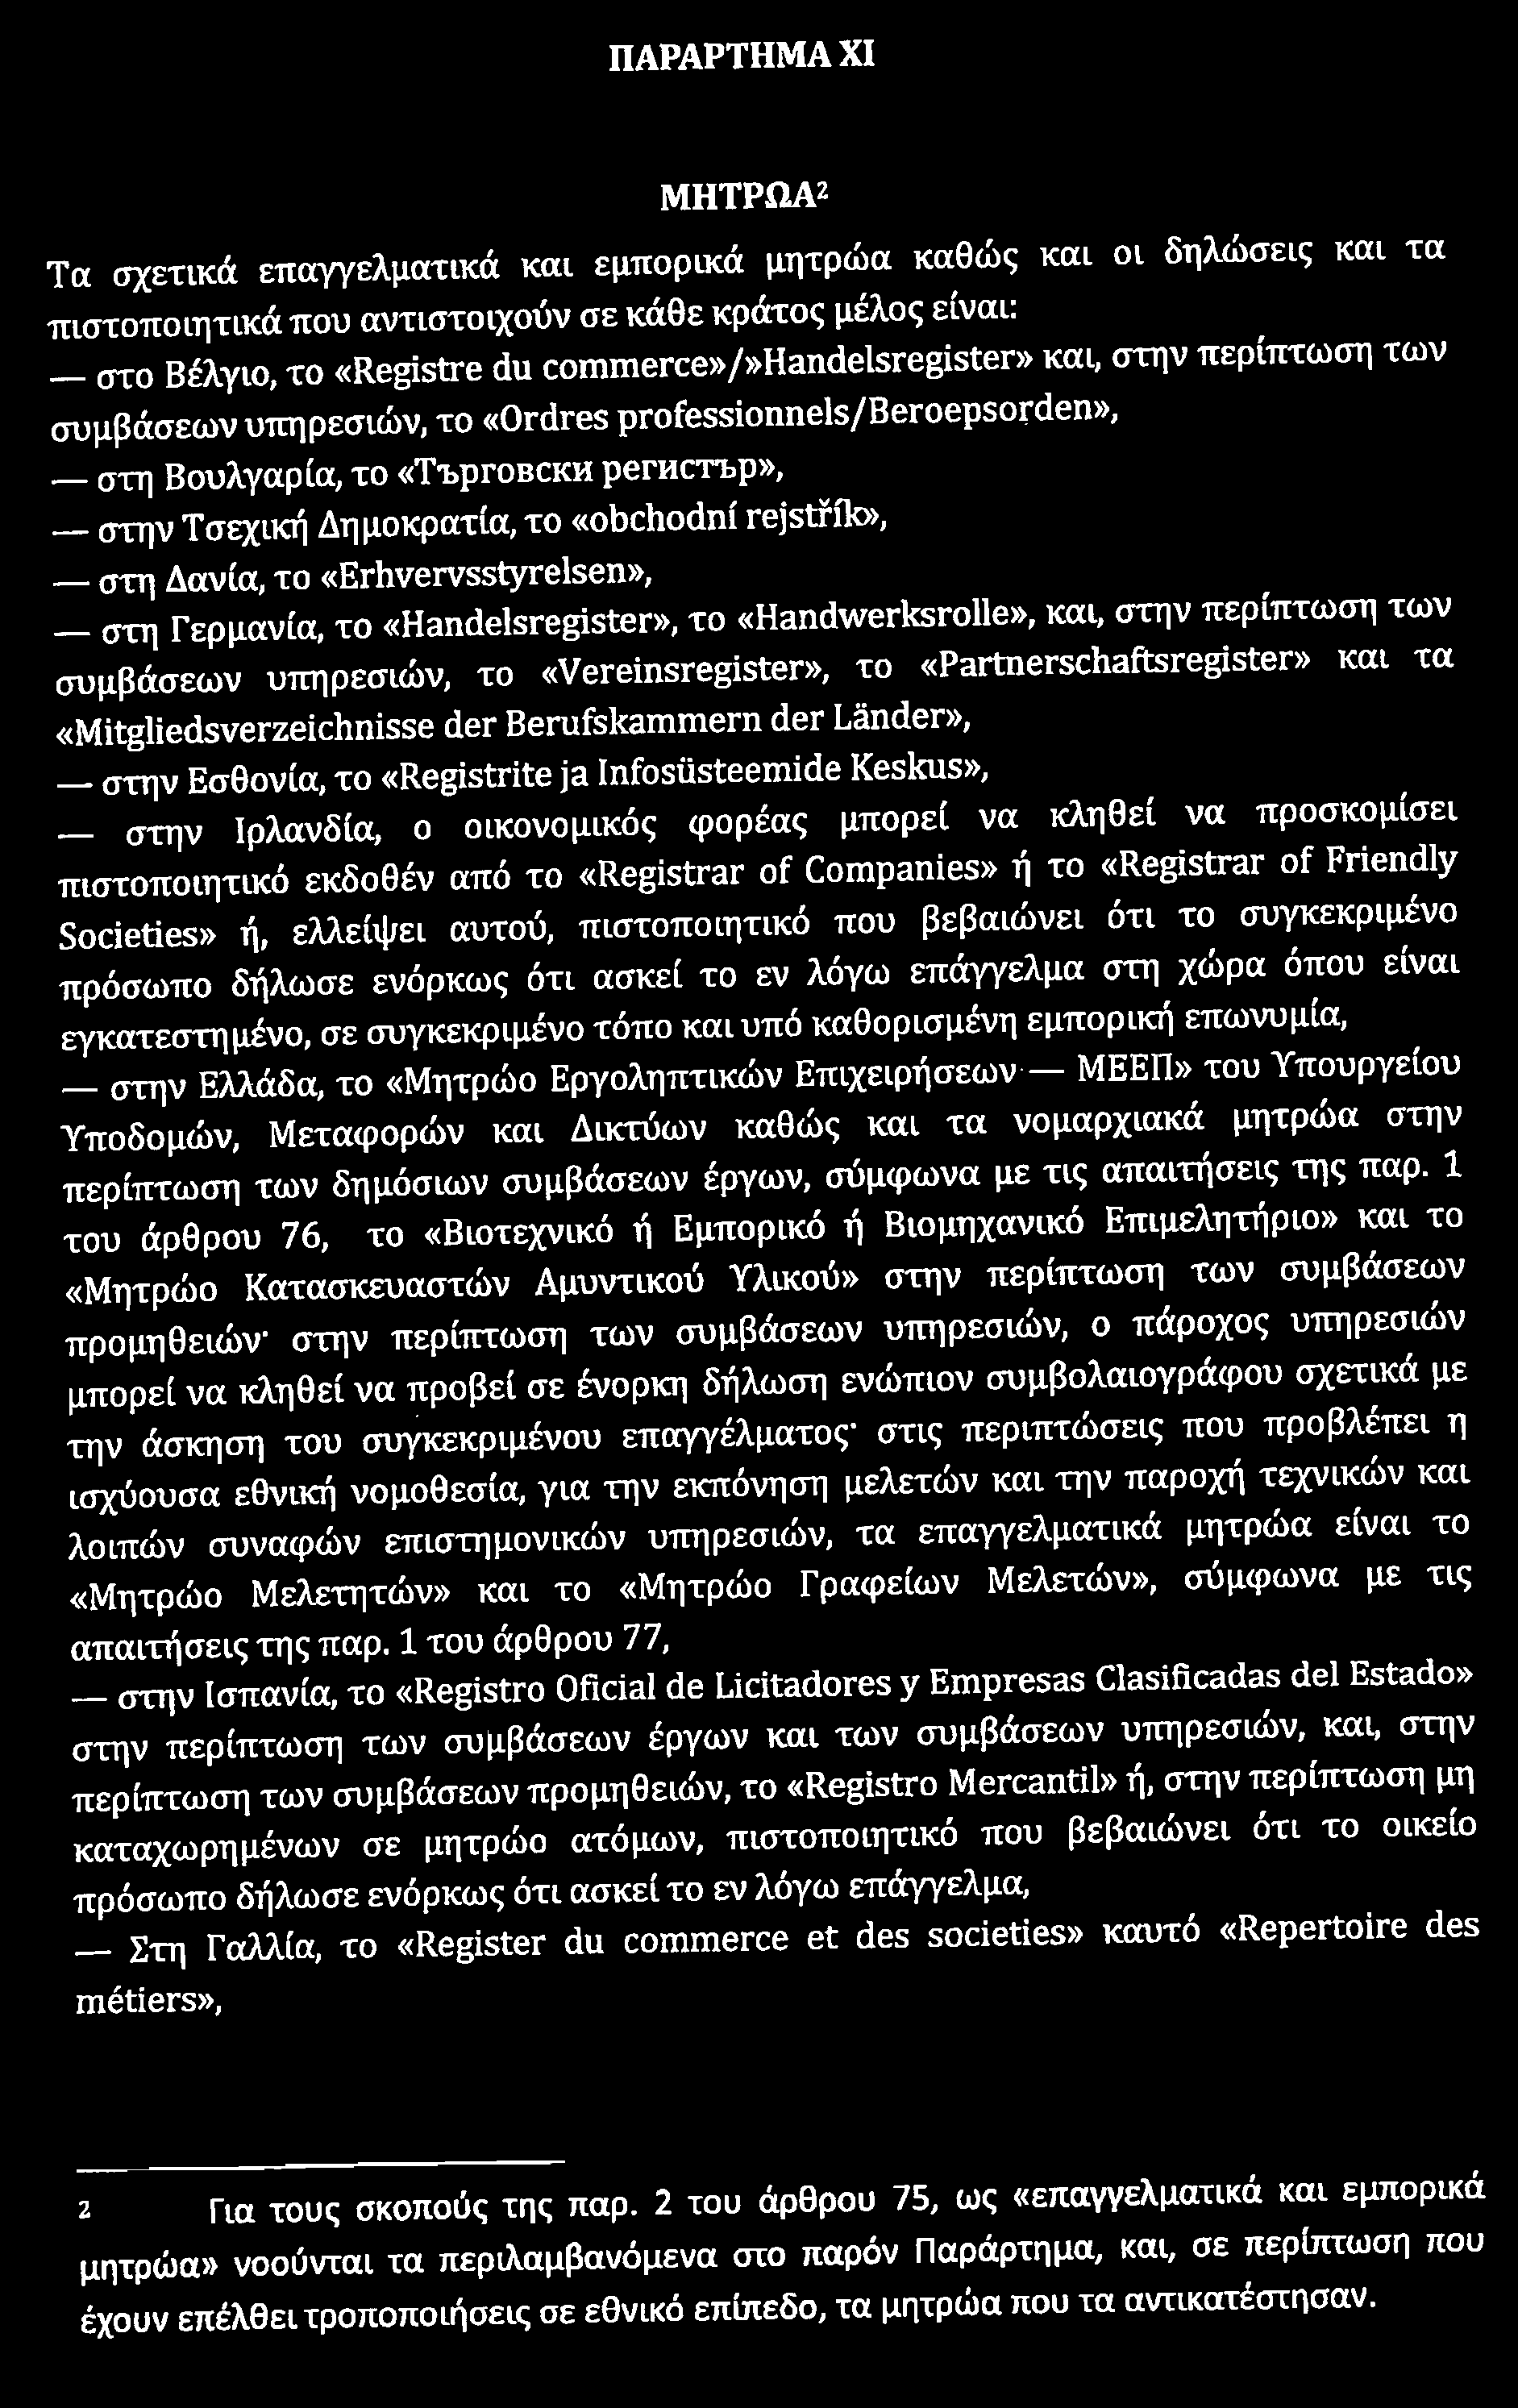 ΠΑΡΑΡΤΗΜΑ XI
ΜΗΤΡΩΑ²
Τα σχετικά επαγγελματικά και εμπορικά μητρώα καθώς και οι δηλώσεις και τα
πιστοποιητικά που αντιστοιχούν σε κάθε κράτος μέλος είναι:
— στο Βέλγιο, το «Registre du commerce»/»Handelsregister» και, στην περίπτωση των
συμβάσεων υπηρεσιών, το «Ordres professionnels/Beroepsorden»,
— στη Βουλγαρία, το «Търговски регистър»,
— στην Τσεχική Δημοκρατία, το «obchodní rejstřík»,
— στη Δανία, το «Erhvervsstyrelsen»,
— στη Γερμανία, το «Handelsregister», το «Handwerksrolle», και, στην περίπτωση των
συμβάσεων υπηρεσιών, το «Vereinsregister», το «Partnerschaftsregister» και τα
«Mitgliedsverzeichnisse der Berufskammern der Länder»,
— στην Εσθονία, το «Registrite ja Infosüsteemide Keskus»,
— στην Ιρλανδία, ο οικονομικός φορέας μπορεί να κληθεί να προσκομίσει
πιστοποιητικό εκδοθέν από το «Registrar of Companies» ή το «Registrar of Friendly
Societies» ή, ελλείψει αυτού, πιστοποιητικό που βεβαιώνει ότι το συγκεκριμένο
πρόσωπο δήλωσε ενόρκως ότι ασκεί το εν λόγω επάγγελμα στη χώρα όπου είναι
εγκατεστημένο, σε συγκεκριμένο τόπο και υπό καθορισμένη εμπορική επωνυμία,
— στην Ελλάδα, το «Μητρώο Εργοληπτικών Επιχειρήσεων — ΜΕΕΠ» του Υπουργείου
Υποδομών, Μεταφορών και Δικτύων καθώς και τα νομαρχιακά μητρώα στην
περίπτωση των δημόσιων συμβάσεων έργων, σύμφωνα με τις απαιτήσεις της παρ. 1
του άρθρου 76, το «Βιοτεχνικό ή Εμπορικό ή Βιομηχανικό Επιμελητήριο» και το
«Μητρώο Κατασκευαστών Αμυντικού Υλικού» στην περίπτωση των συμβάσεων
προμηθειών· στην περίπτωση των συμβάσεων υπηρεσιών, ο πάροχος υπηρεσιών
μπορεί να κληθεί να προβεί σε ένορκη δήλωση ενώπιον συμβολαιογράφου σχετικά με
την άσκηση του συγκεκριμένου επαγγέλματος· στις περιπτώσεις που προβλέπει η
ισχύουσα εθνική νομοθεσία, για την εκπόνηση μελετών και την παροχή τεχνικών και
λοιπών συναφών επιστημονικών υπηρεσιών, τα επαγγελματικά μητρώα είναι το
«Μητρώο Μελετητών» και το «Μητρώο Γραφείων Μελετών», σύμφωνα με τις
απαιτήσεις της παρ. 1 του άρθρου 77,
— στην Ισπανία, το «Registro Oficial de Licitadores y Empresas Clasificadas del Estado»
στην περίπτωση των συμβάσεων έργων και των συμβάσεων υπηρεσιών, και, στην
περίπτωση των συμβάσεων προμηθειών, το «Registro Mercantil» ή, στην περίπτωση μη
καταχωρημένων σε μητρώο ατόμων, πιστοποιητικό που βεβαιώνει ότι το οικείο
πρόσωπο δήλωσε ενόρκως ότι ασκεί το εν λόγω επάγγελμα,
— Στη Γαλλία, το «Register du commerce et des societies» καυτό «Repertoire des
métiers»,
2 Για τους σκοπούς της παρ. 2 του άρθρου 75, ως «επαγγελματικά και εμπορικά
μητρώα» νοούνται τα περιλαμβανόμενα στο παρόν Παράρτημα, και, σε περίπτωση που
έχουν επέλθει τροποποιήσεις σε εθνικό επίπεδο, τα μητρώα που τα αντικατέστησαν.